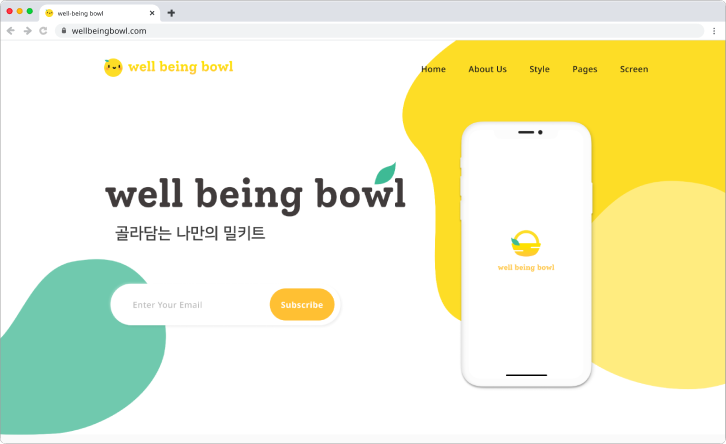 well-being bowl
wellbeingbowl.com
well being bowl
Home About Us Style Pages Screen
well being bowl
골라담는 나만의 밀키트
Enter Your Email Subscribe
well being bowl